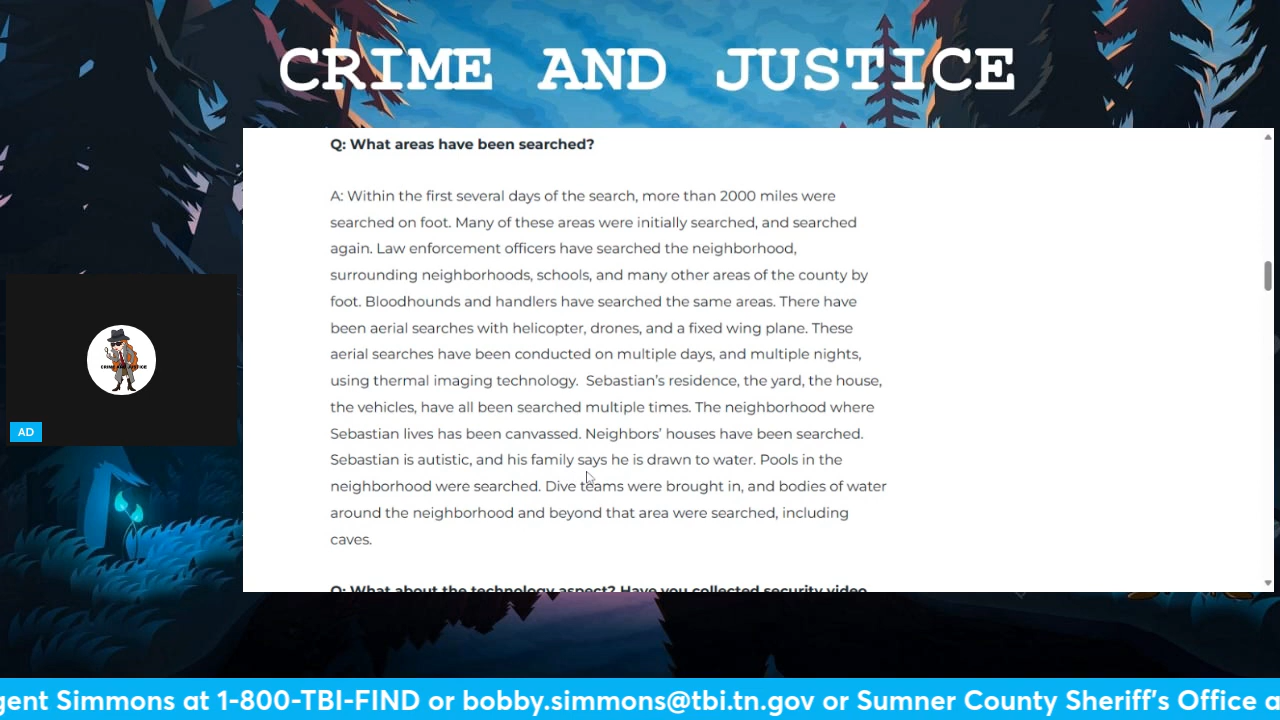 CRIME AND JUSTICE
Q: What areas have been searched?
A: Within the first several days of the search, more than 2000 miles were
searched on foot. Many of these areas were initially searched, and searched
again. Law enforcement officers have searched the neighborhood,
surrounding neighborhoods, schools, and many other areas of the county by
foot. Bloodhounds and handlers have searched the same areas. There have
been aerial searches with helicopter, drones, and a fixed wing plane. These
aerial searches have been conducted on multiple days, and multiple nights,
using thermal imaging technology.  Sebastian’s residence, the yard, the house,
the vehicles, have all been searched multiple times. The neighborhood where
Sebastian lives has been canvassed. Neighbors’ houses have been searched.
Sebastian is autistic, and his family says he is drawn to water. Pools in the
neighborhood were searched. Dive teams were brought in, and bodies of water
around the neighborhood and beyond that area were searched, including
caves.
Q: What about the technology aspect? Have you collected security video
CRIME AND JUSTICE
AD
gent Simmons at 1-800-TBI-FIND or bobby.simmons@tbi.tn.gov or Sumner County Sheriff's Office a